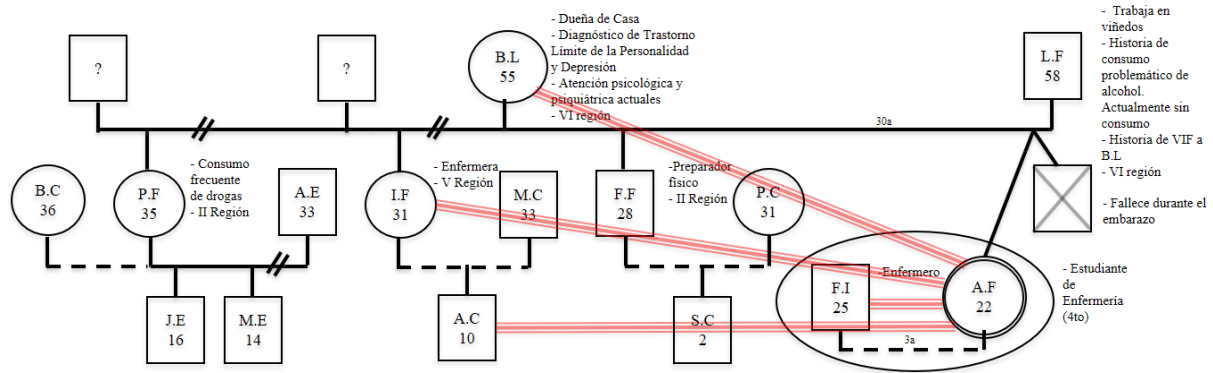 ?
?
B.L
55
- Dueña de Casa
- Diagnóstico de Trastorno
Límite de la Personalidad
y Depresión
- Atención psicológica y
psiquiátrica actuales
- VI región
L.F
58
- Trabaja en
viñedos
- Historia de
consumo
problemático de
alcohol.
Actualmente sin
consumo
- Historia de VIF a
B.L
- VI región
30a
B.C
36
P.F
35
- Consumo
frecuente
de drogas
- II Región
A.E
33
I.F
31
- Enfermera
- V Región
M.C
33
F.F
28
-Preparador
físico
- II Región
P.C
31
- Fallece durante el
embarazo
J.E
16
M.E
14
A.C
10
S.C
2
F.I
25
-Enfermero
A.F
22
3a
- Estudiante
de
Enfermería
(4to)